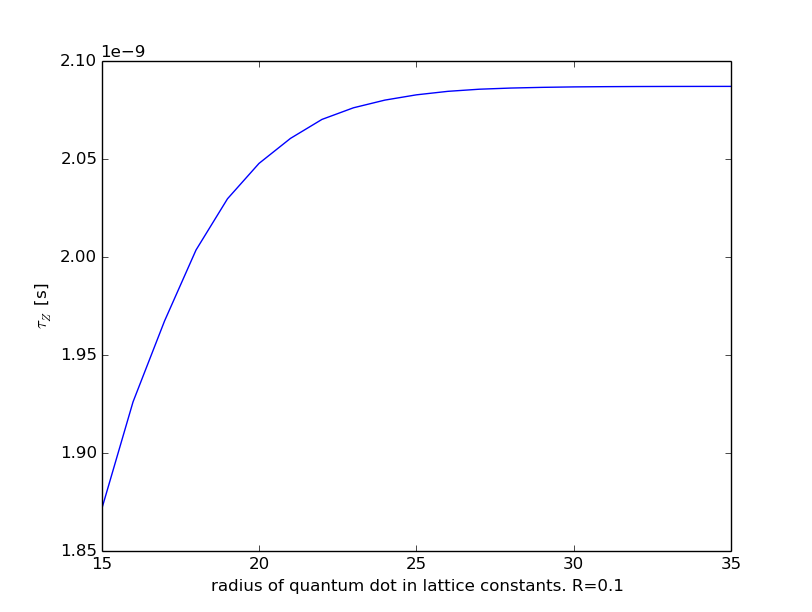 1e−9
2.10
2.05
2.00
1.95
1.90
1.85
τ_Z [s]
15 20 25 30 35
radius of quantum dot in lattice constants. R=0.1